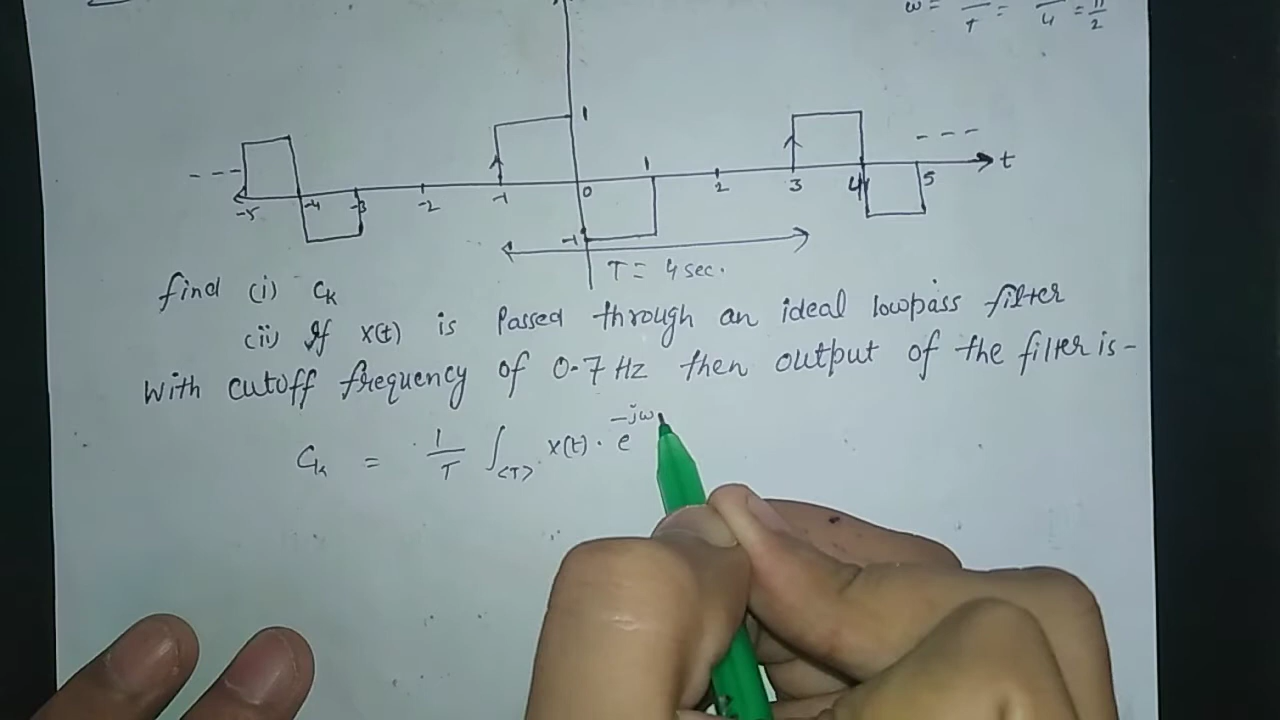 ω = — = — = π/2
T 4
1
1
-5 -4 -3 -2 -1 0 2 3 4 5 t
-1
T = 4 sec.
find (i) Ck
(ii) If x(t) is Passed through an ideal lowpass filter
With cutoff frequency of 0.7 Hz then output of the filter is -
Ck = 1/T ∫<T> x(t) · e^-jω